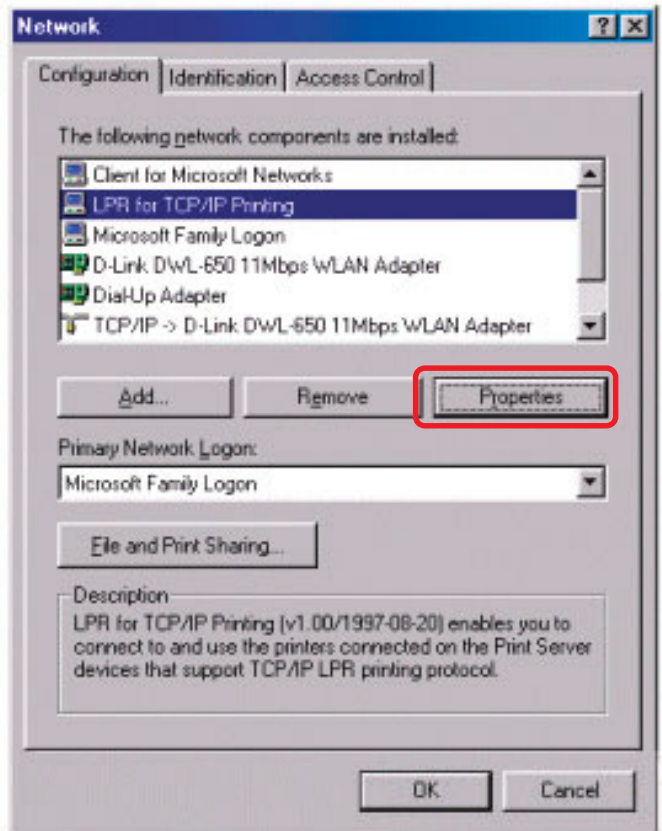 Network
Configuration Identification Access Control
The following network components are installed:
Client for Microsoft Networks
LPR for TCP/IP Printing
Microsoft Family Logon
D-Link DWL-650 11Mbps WLAN Adapter
Dial-Up Adapter
TCP/IP -> D-Link DWL-650 11Mbps WLAN Adapter
Add... Remove Properties
Primary Network Logon:
Microsoft Family Logon
File and Print Sharing...
Description
LPR for TCP/IP Printing (v1.00/1997-08-20) enables you to
connect to and use the printers connected on the Print Server
devices that support TCP/IP LPR printing protocol.
OK Cancel